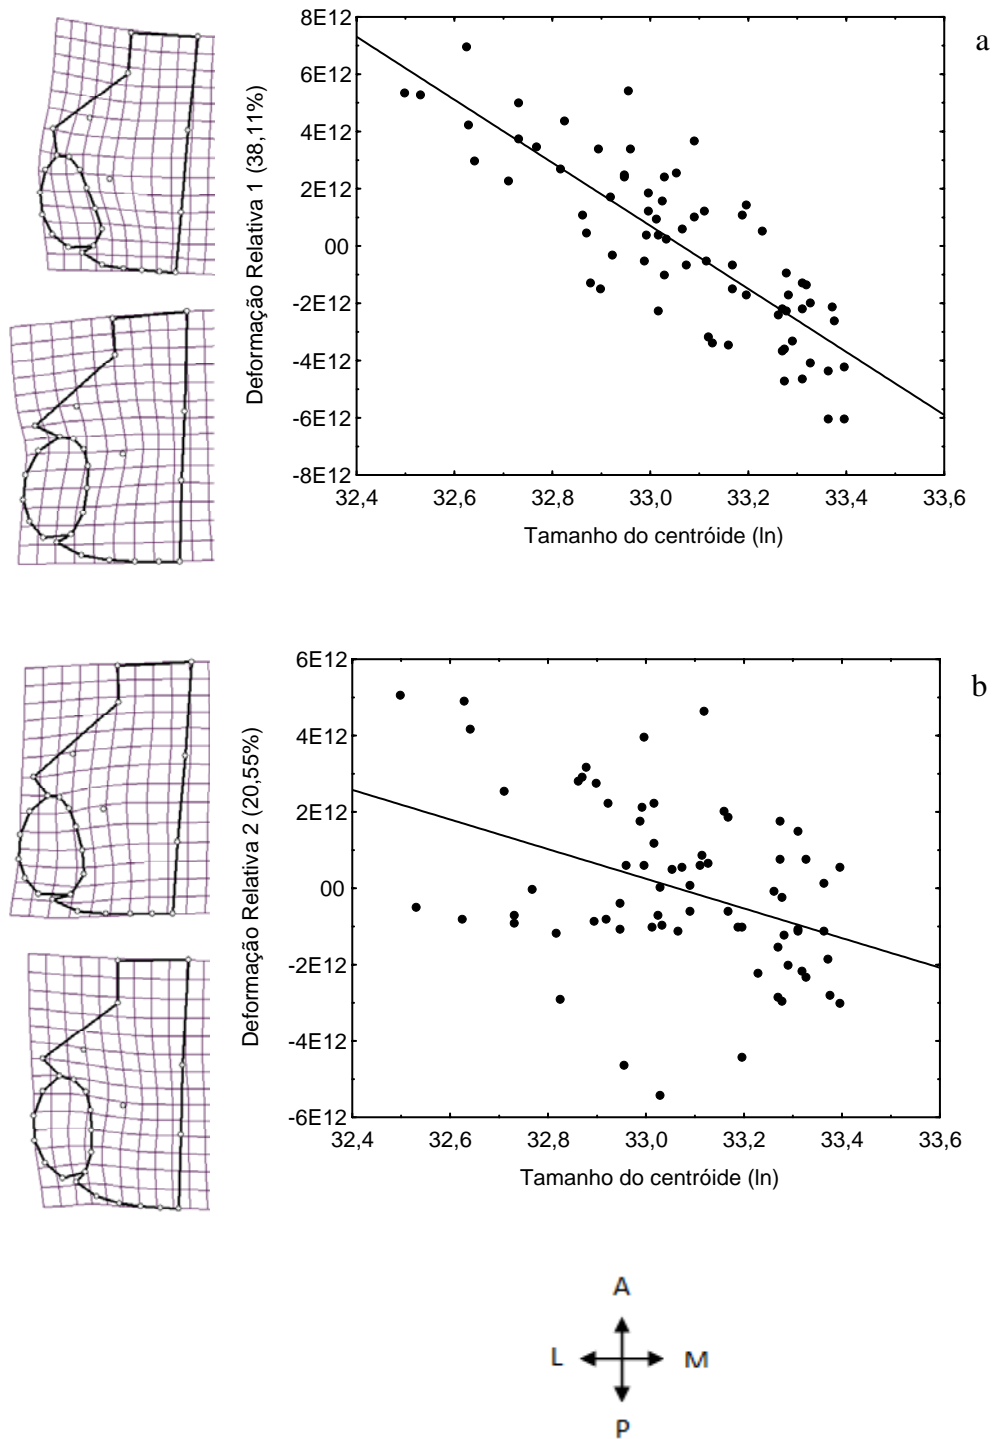 a
Deformação Relativa 1 (38,11%)
8E12
6E12
4E12
2E12
00
-2E12
-4E12
-6E12
-8E12
32,4 32,6 32,8 33,0 33,2 33,4 33,6
Tamanho do centróide (ln)
b
Deformação Relativa 2 (20,55%)
6E12
4E12
2E12
00
-2E12
-4E12
-6E12
32,4 32,6 32,8 33,0 33,2 33,4 33,6
Tamanho do centróide (ln)
A
L M
P